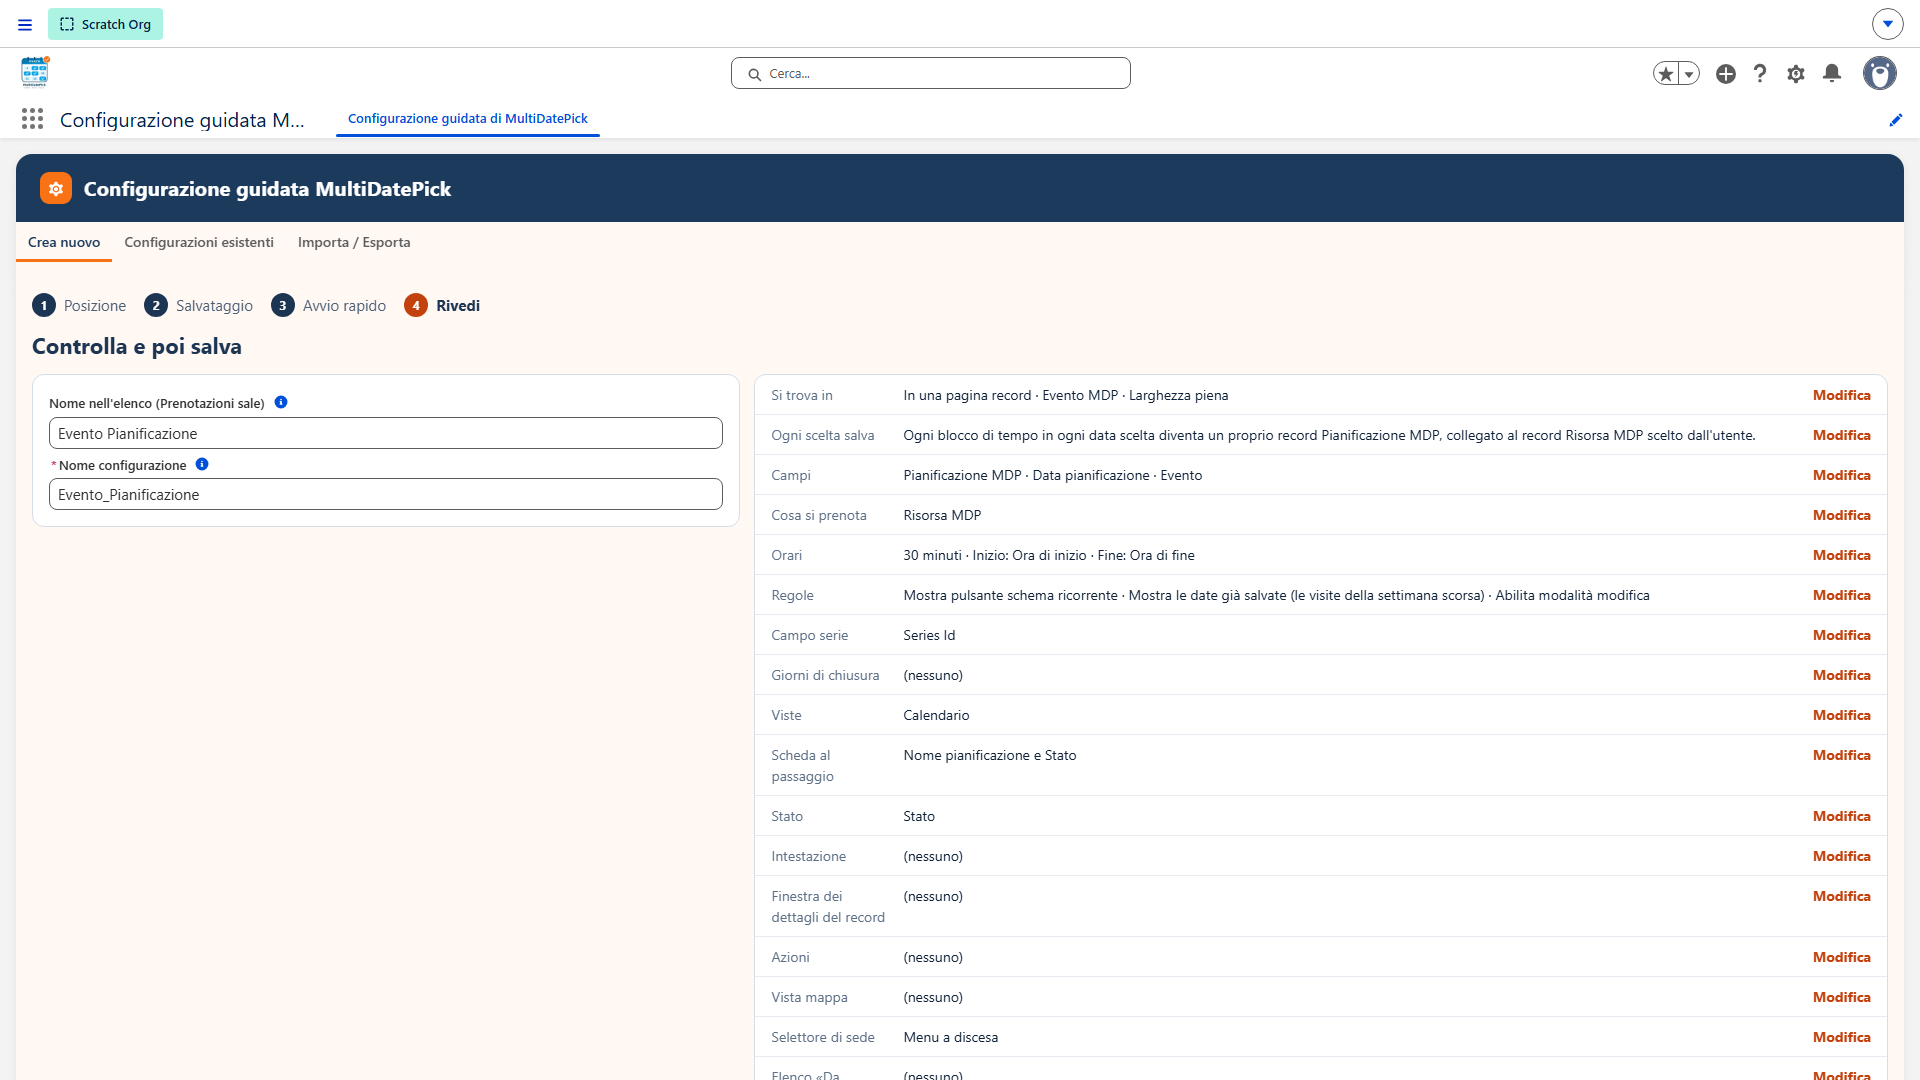 Scratch Org
Cerca...
Configurazione guidata M...
Configurazione guidata di MultiDatePick
Configurazione guidata MultiDatePick
Crea nuovo
Configurazioni esistenti
Importa / Esporta
1 Posizione
2 Salvataggio
3 Avvio rapido
4 Rivedi
Controlla e poi salva
Nome nell'elenco (Prenotazioni sale)
Evento Pianificazione
* Nome configurazione
Evento_Pianificazione
Si trova in In una pagina record · Evento MDP · Larghezza piena Modifica
Ogni scelta salva Ogni blocco di tempo in ogni data scelta diventa un proprio record Pianificazione MDP, collegato al record Risorsa MDP scelto dall'utente. Modifica
Campi Pianificazione MDP · Data pianificazione · Evento Modifica
Cosa si prenota Risorsa MDP Modifica
Orari 30 minuti · Inizio: Ora di inizio · Fine: Ora di fine Modifica
Regole Mostra pulsante schema ricorrente · Mostra le date già salvate (le visite della settimana scorsa) · Abilita modalità modifica Modifica
Campo serie Series Id Modifica
Giorni di chiusura (nessuno) Modifica
Viste Calendario Modifica
Scheda al passaggio Nome pianificazione e Stato Modifica
Stato Stato Modifica
Intestazione (nessuno) Modifica
Finestra dei dettagli del record (nessuno) Modifica
Azioni (nessuno) Modifica
Vista mappa (nessuno) Modifica
Selettore di sede Menu a discesa Modifica
Elenco «Da (nessuno) Modifica